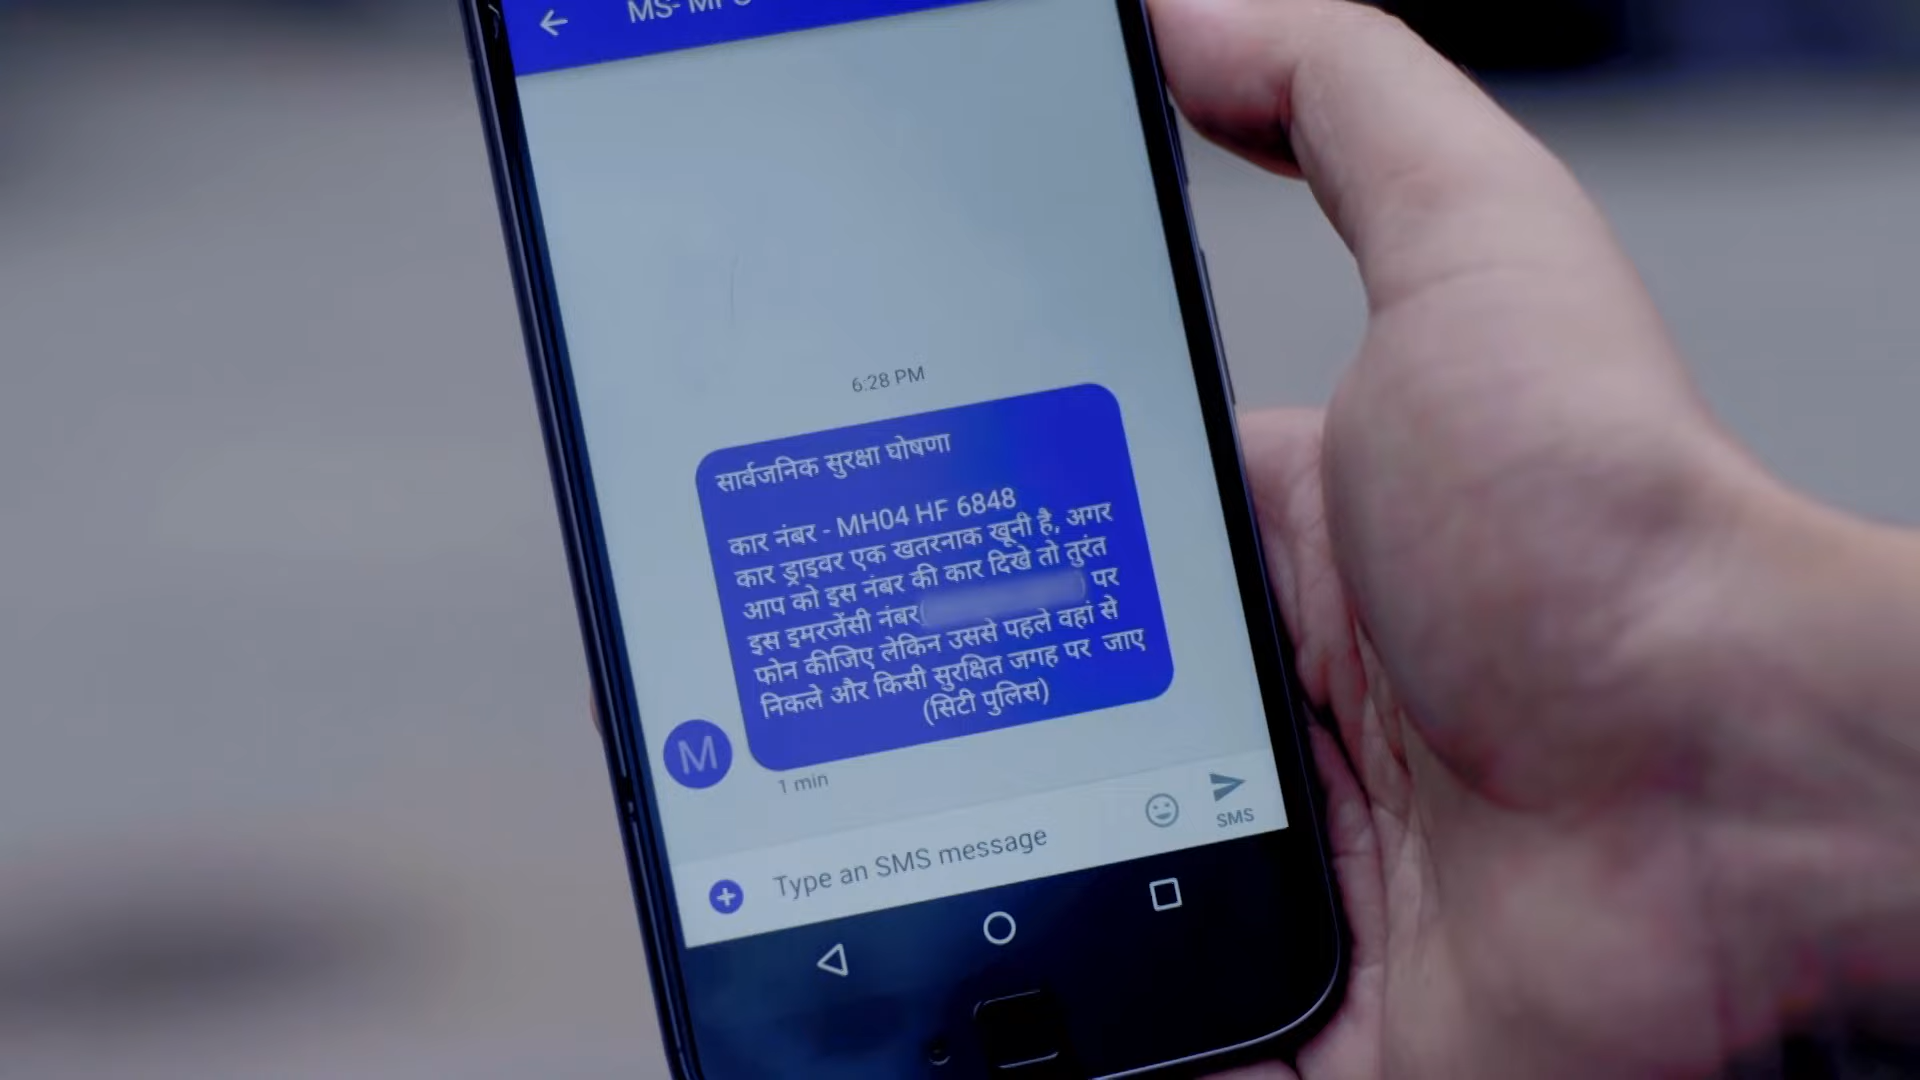 MS-
6:28 PM
सार्वजनिक सुरक्षा घोषणा
कार नंबर - MH04 HF 6848
कार ड्राइवर एक खतरनाक खूनी है, अगर
आप को इस नंबर की कार दिखे तो तुरंत
इस इमरजेंसी नंबर पर
फोन कीजिए लेकिन उससे पहले वहां से
निकले और किसी सुरक्षित जगह पर जाए
(सिटी पुलिस)
M
1 min
Type an SMS message
SMS